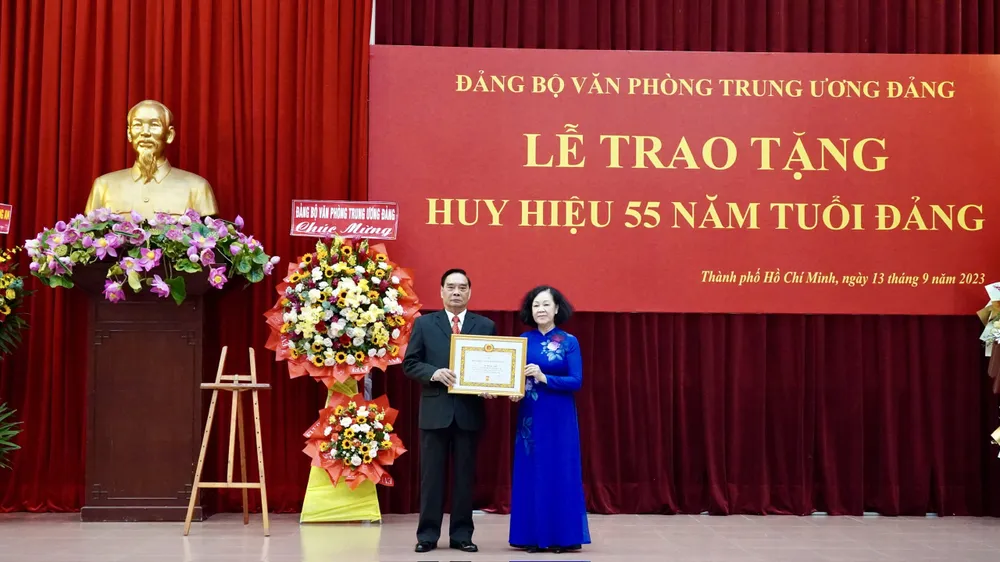 ĐẢNG BỘ VĂN PHÒNG TRUNG ƯƠNG ĐẢNG
LỄ TRAO TẶNG
HUY HIỆU 55 NĂM TUỔI ĐẢNG
Thành phố Hồ Chí Minh, ngày 13 tháng 9 năm 2023
ĐẢNG BỘ VĂN PHÒNG TRUNG ƯƠNG ĐẢNG
Chúc Mừng